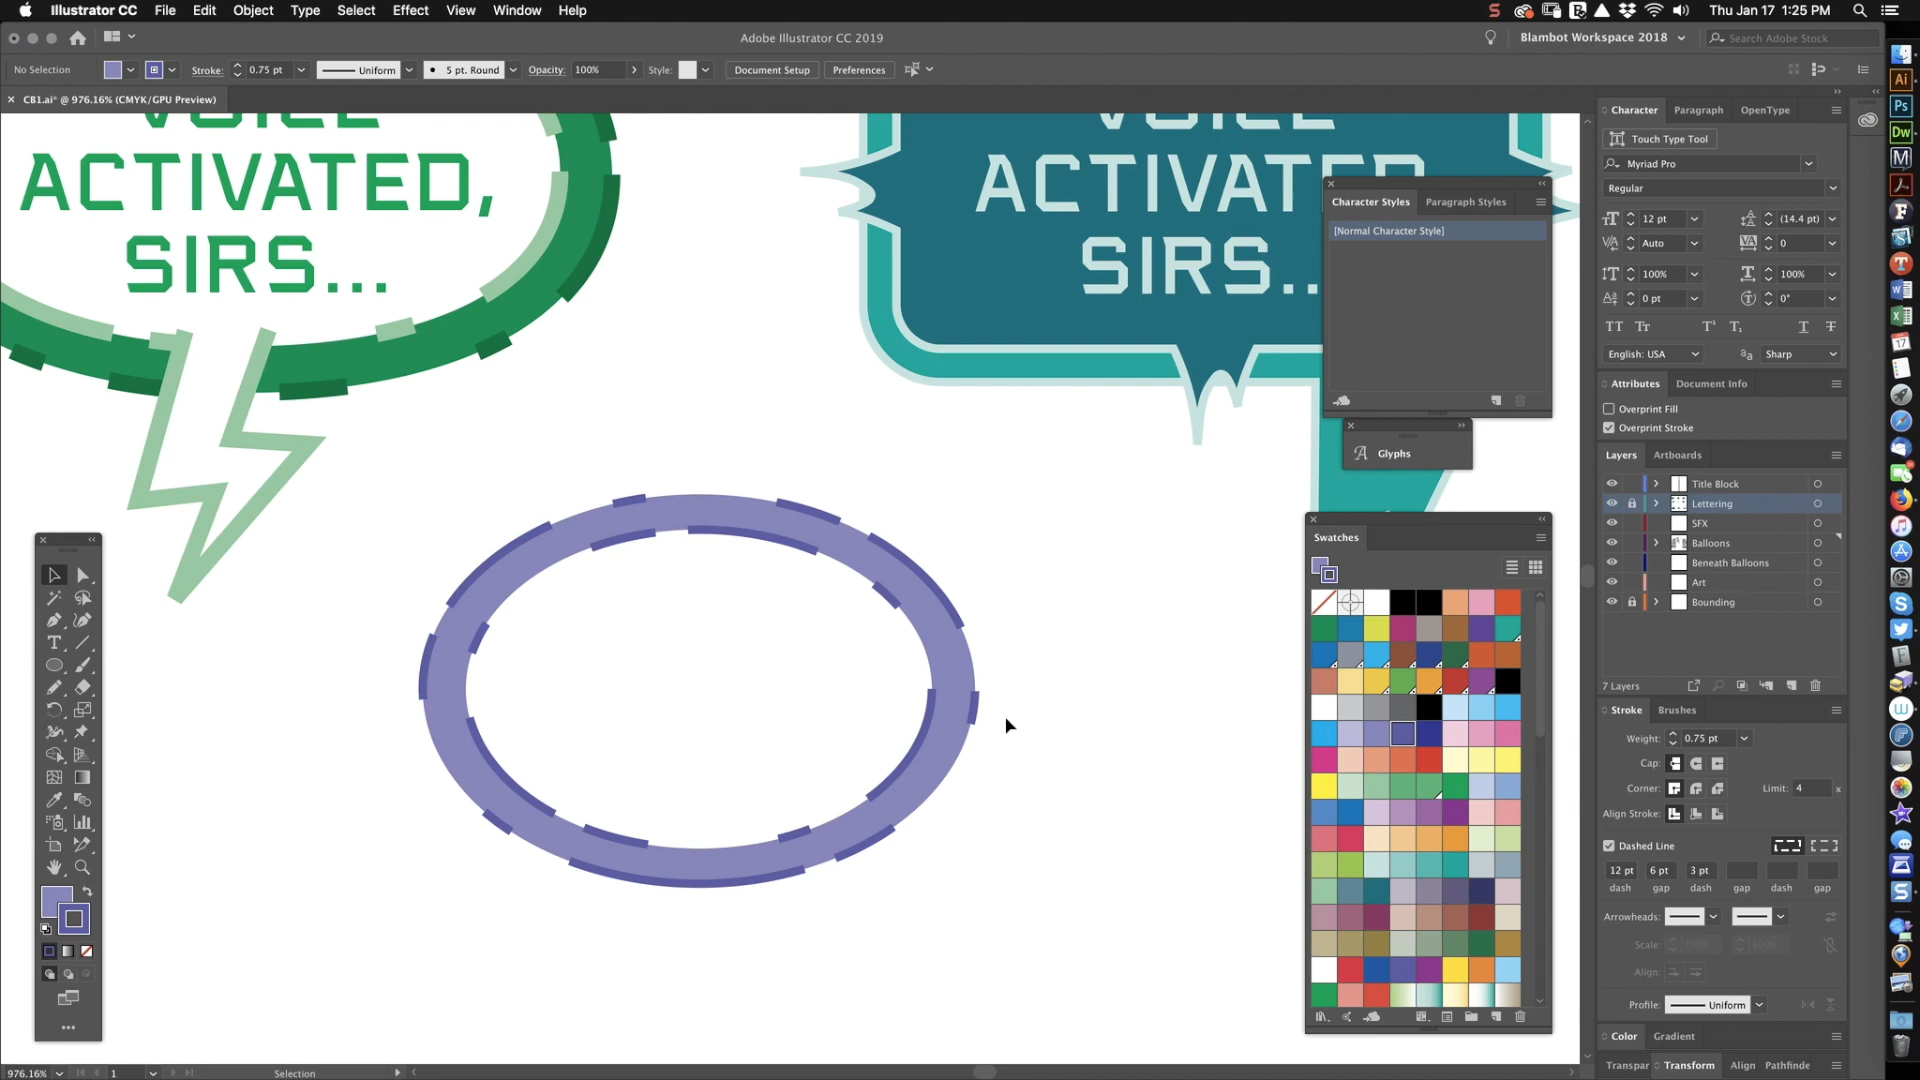 Illustrator CC File Edit Object Type Select Effect View Window Help
Thu Jan 17 1:25 PM
Adobe Illustrator CC 2019
Blambot Workspace 2018
Search Adobe Stock
No Selection
Stroke: 0.75 pt
Uniform
5 pt. Round
Opacity: 100%
Style:
Document Setup
Preferences
CB1.ai* @ 976.16% (CMYK/GPU Preview)
VOICE
ACTIVATED,
SIRS...
VOICE
ACTIVATED
SIRS..
Character Styles Paragraph Styles
[Normal Character Style]
Glyphs
Swatches
Character Paragraph OpenType
Touch Type Tool
Myriad Pro
Regular
12 pt (14.4 pt)
Auto 0
100% 100%
0 pt 0°
English: USA Sharp
Attributes Document Info
Overprint Fill
Overprint Stroke
Layers Artboards
Title Block
Lettering
SFX
Balloons
Beneath Balloons
Art
Bounding
7 Layers
Stroke Brushes
Weight: 0.75 pt
Cap:
Corner: Limit: 4 x
Align Stroke:
Dashed Line
12 pt 6 pt 3 pt
dash gap dash gap dash gap
Arrowheads:
Scale: 100% 100%
Align:
Profile: Uniform
Color Gradient
Transpar Transform Align Pathfinde
976.16% 1 Selection